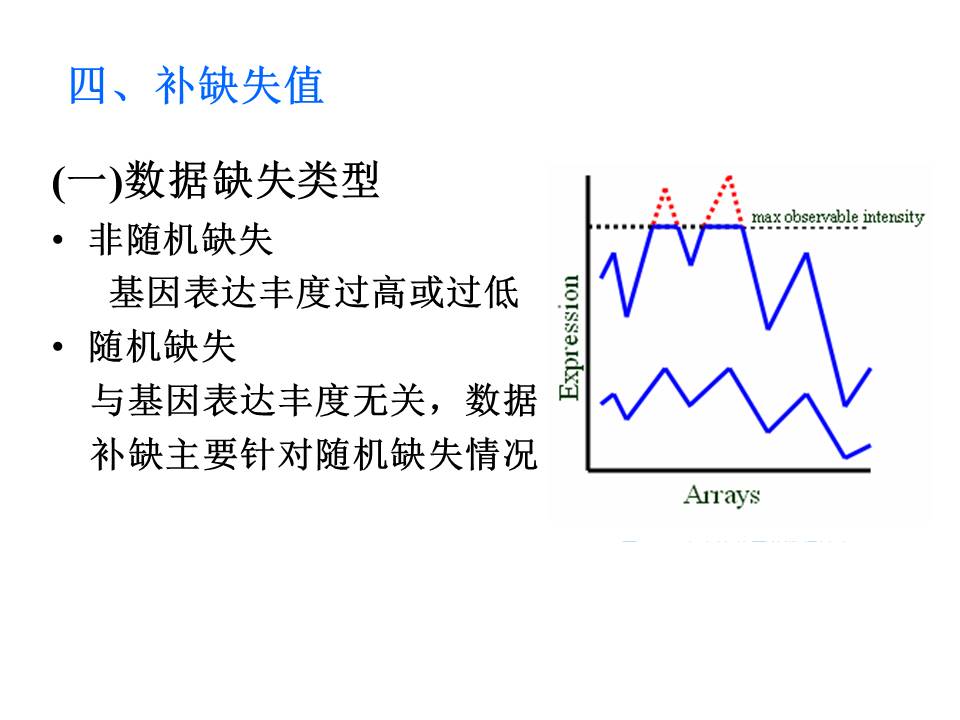 四、补缺失值
(一)数据缺失类型
• 非随机缺失
基因表达丰度过高或过低
• 随机缺失
与基因表达丰度无关，数据
补缺主要针对随机缺失情况
max observable intensity
Expression
Arrays